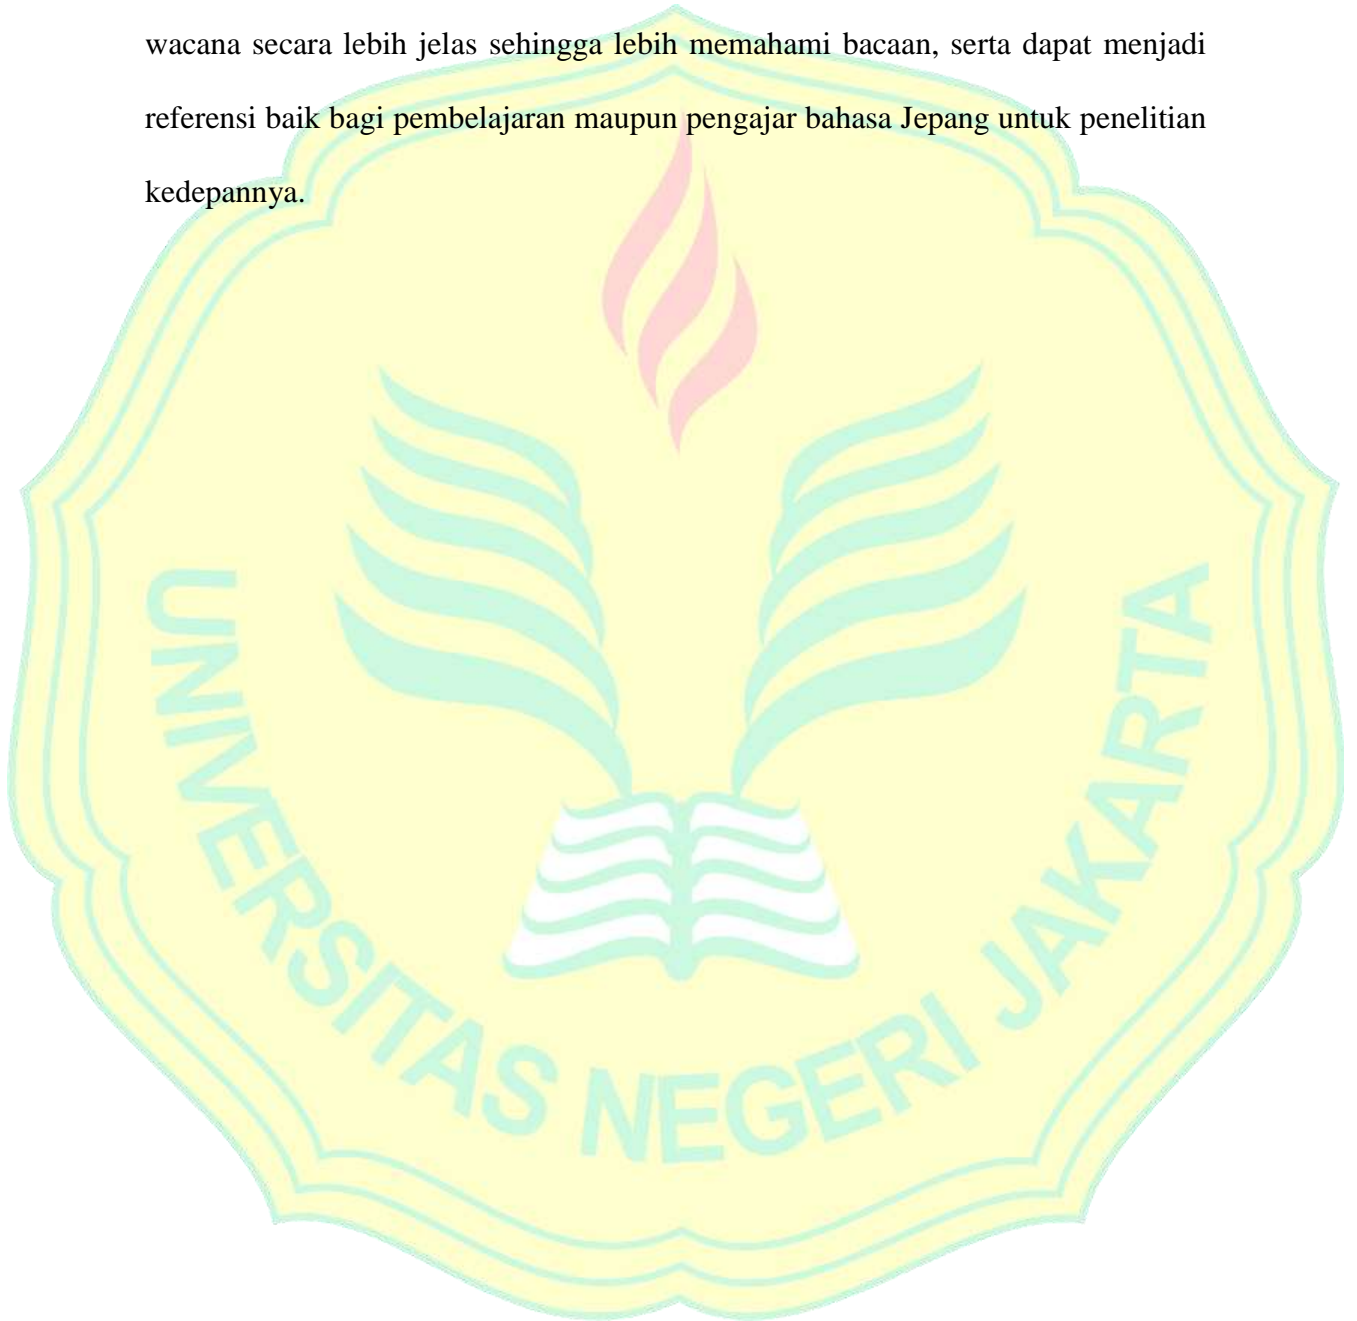 wacana secara lebih jelas sehingga lebih memahami bacaan, serta dapat menjadi
referensi baik bagi pembelajaran maupun pengajar bahasa Jepang untuk penelitian
kedepannya.
UNIVERSITAS NEGERI JAKARTA